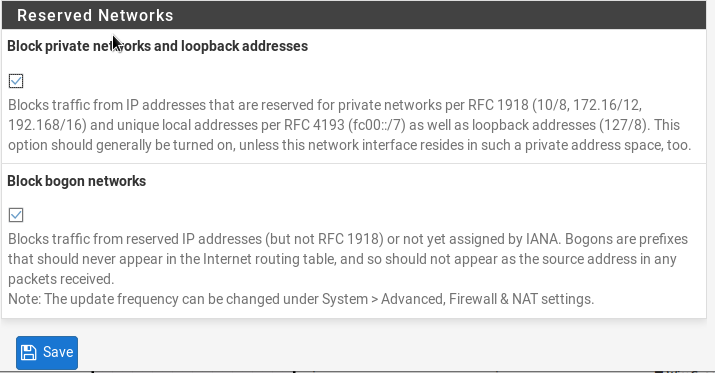 Reserved Networks
Block private networks and loopback addresses
Blocks traffic from IP addresses that are reserved for private networks per RFC 1918 (10/8, 172.16/12,
192.168/16) and unique local addresses per RFC 4193 (fc00::/7) as well as loopback addresses (127/8). This
option should generally be turned on, unless this network interface resides in such a private address space, too.
Block bogon networks
Blocks traffic from reserved IP addresses (but not RFC 1918) or not yet assigned by IANA. Bogons are prefixes
that should never appear in the Internet routing table, and so should not appear as the source address in any
packets received.
Note: The update frequency can be changed under System > Advanced, Firewall & NAT settings.
Save